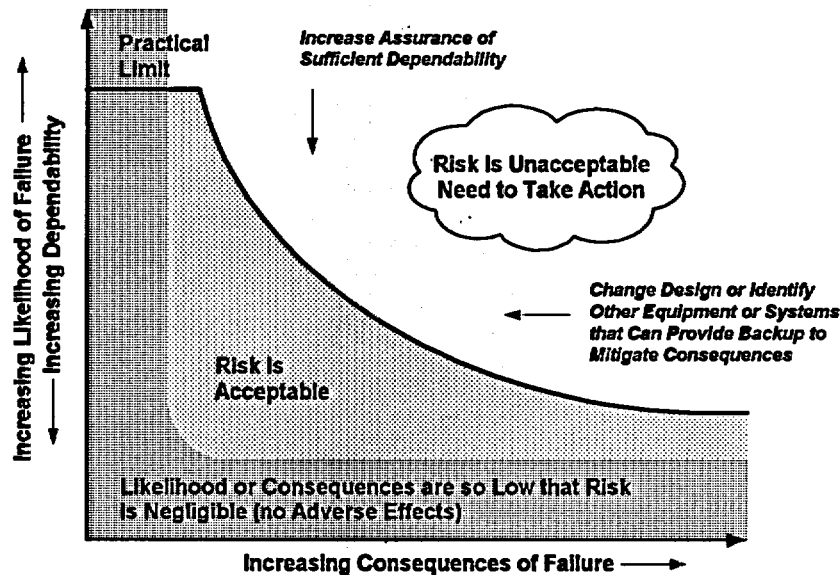 Practical
Limit
Increase Assurance of
Sufficient Dependability
Risk is Unacceptable
Need to Take Action
Change Design or Identify
Other Equipment or Systems
that Can Provide Backup to
Mitigate Consequences
Risk is
Acceptable
Likelihood or Consequences are so Low that Risk
is Negligible (no Adverse Effects)
Increasing Likelihood of Failure
Increasing Dependability
Increasing Consequences of Failure